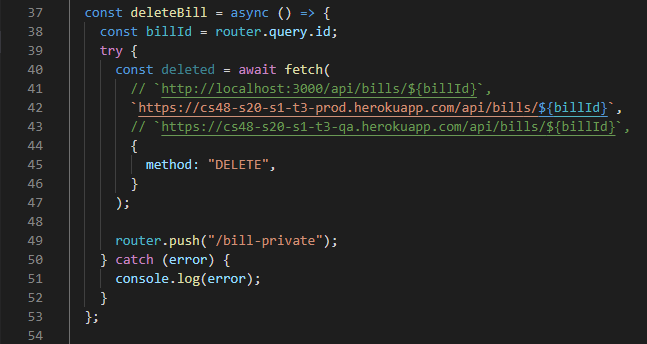 37 const deleteBill = async () => {
38 const billId = router.query.id;
39 try {
40 const deleted = await fetch(
41 // `http://localhost:3000/api/bills/${billId}`,
42 `https://cs48-s20-s1-t3-prod.herokuapp.com/api/bills/${billId}`,
43 // `https://cs48-s20-s1-t3-qa.herokuapp.com/api/bills/${billId}`,
44 {
45 method: "DELETE",
46 }
47 );
48
49 router.push("/bill-private");
50 } catch (error) {
51 console.log(error);
52 }
53 };
54